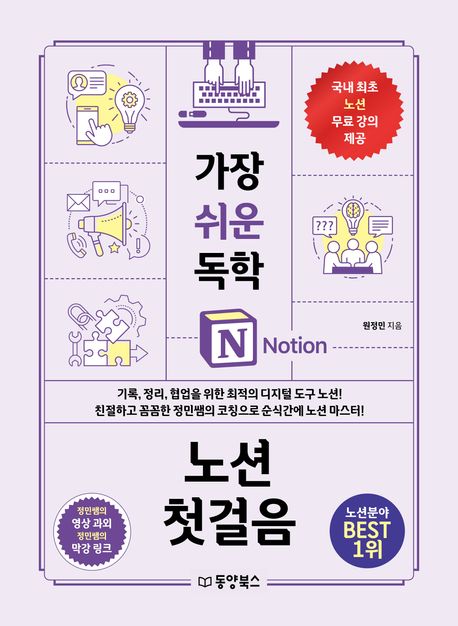 국내 최초
노션
무료 강의
제공
가장
쉬운
독학
???
원정민 지음
N Notion
기록, 정리, 협업을 위한 최적의 디지털 도구 노션!
친절하고 꼼꼼한 정민쌤의 코칭으로 순식간에 노션 마스터!
노션
첫걸음
정민쌤의
영상 과외
정민쌤의
막강 링크
노션분야
BEST
1위
동양북스